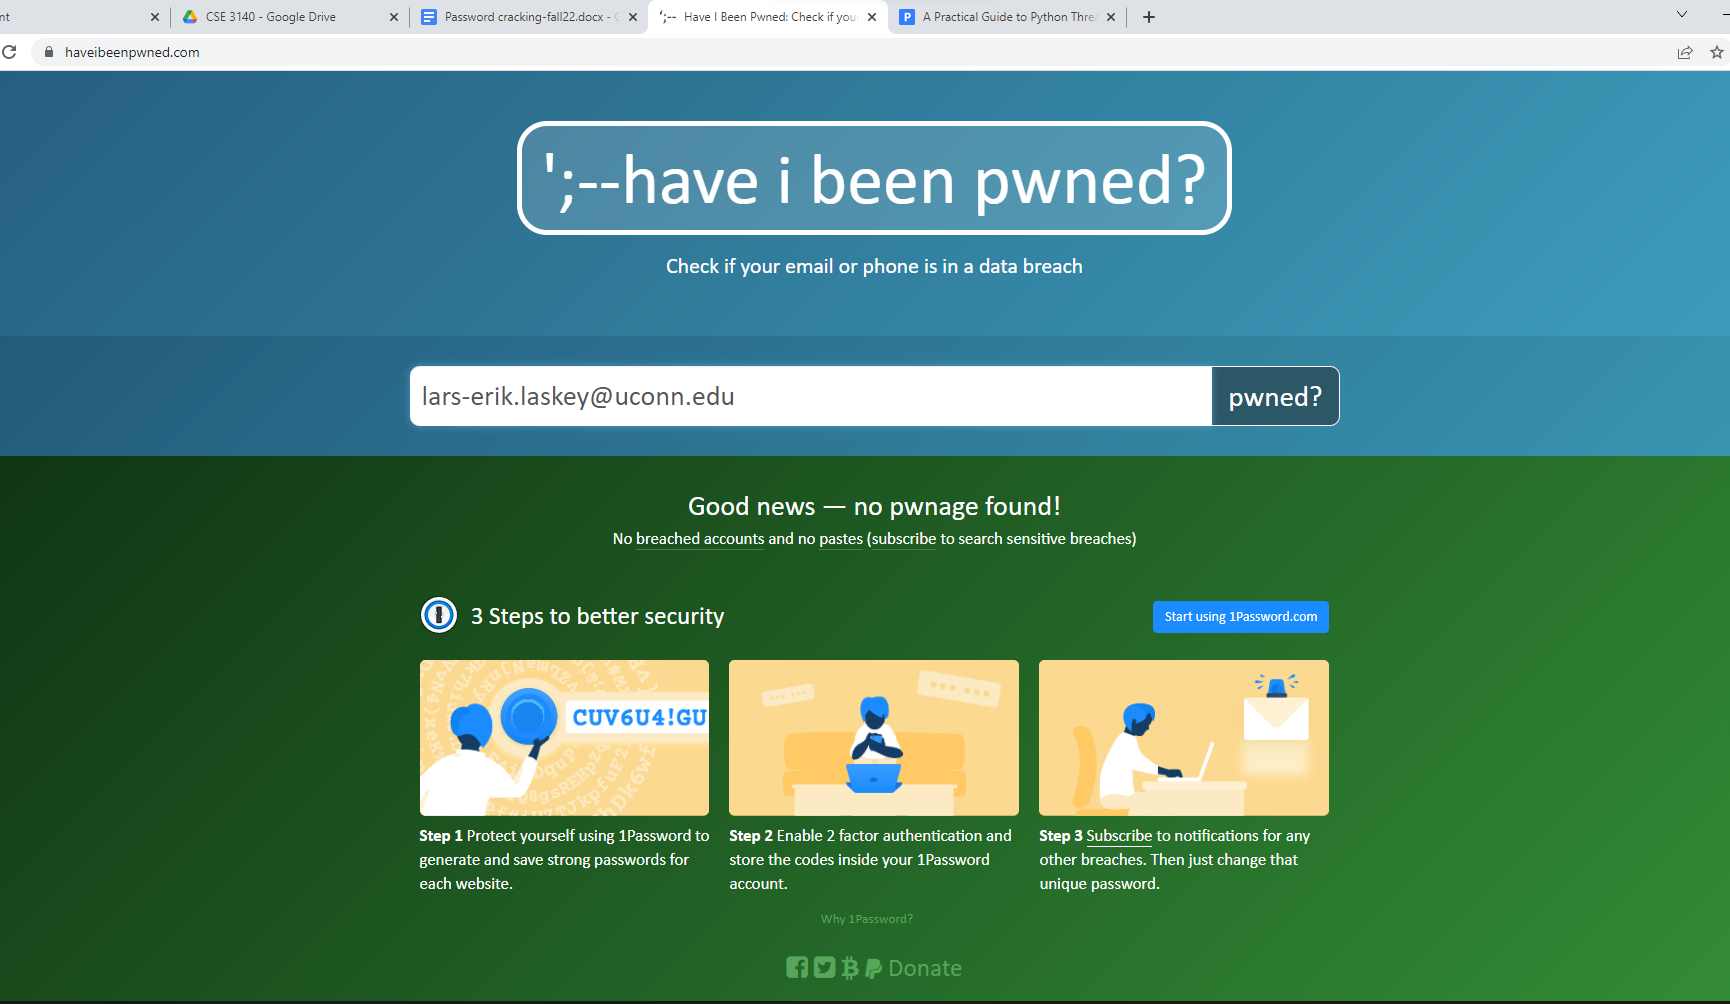 nt
CSE 3140 - Google Drive
Password cracking-fall22.docx -
';-- Have I Been Pwned: Check if you
A Practical Guide to Python Threa
haveibeenpwned.com
';--have i been pwned?
Check if your email or phone is in a data breach
lars-erik.laskey@uconn.edu
pwned?
Good news — no pwnage found!
No breached accounts and no pastes (subscribe to search sensitive breaches)
3 Steps to better security
Start using 1Password.com
CUV6U4!GU
Step 1 Protect yourself using 1Password to
generate and save strong passwords for
each website.
Step 2 Enable 2 factor authentication and
store the codes inside your 1Password
account.
Step 3 Subscribe to notifications for any
other breaches. Then just change that
unique password.
Why 1Password?
Donate